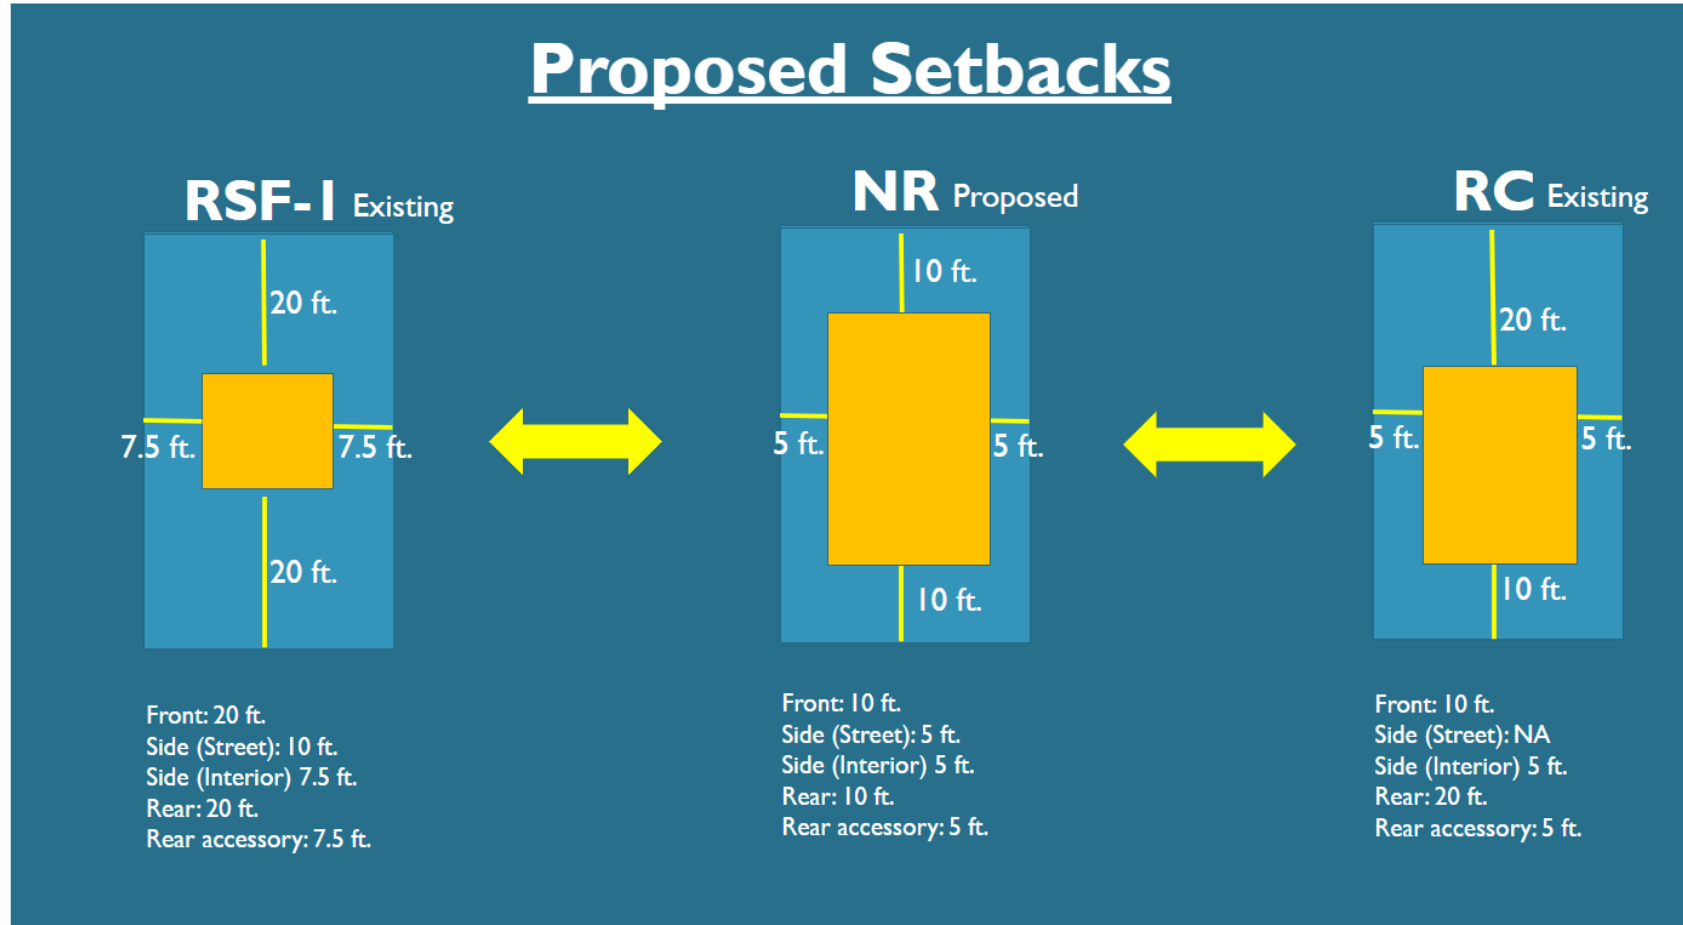 Proposed Setbacks
RSF-1 Existing
20 ft.
7.5 ft.
7.5 ft.
20 ft.
Front: 20 ft.
Side (Street): 10 ft.
Side (Interior) 7.5 ft.
Rear: 20 ft.
Rear accessory: 7.5 ft.
NR Proposed
10 ft.
5 ft.
5 ft.
10 ft.
Front: 10 ft.
Side (Street): 5 ft.
Side (Interior) 5 ft.
Rear: 10 ft.
Rear accessory: 5 ft.
RC Existing
20 ft.
5 ft.
5 ft.
10 ft.
Front: 10 ft.
Side (Street): NA
Side (Interior) 5 ft.
Rear: 20 ft.
Rear accessory: 5 ft.